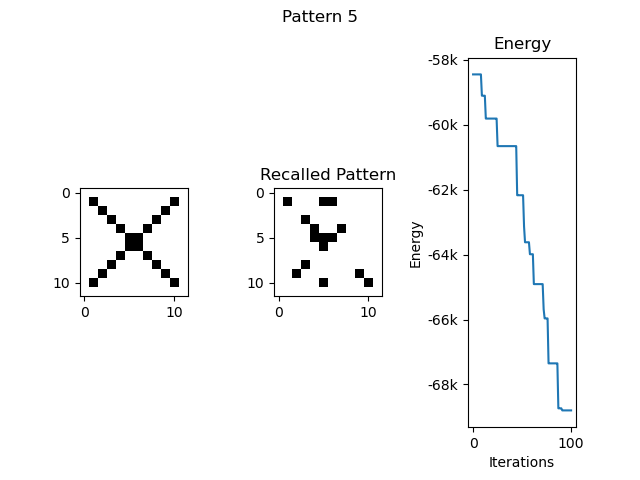 Pattern 5
0
5
10
0
10
Recalled Pattern
0
5
10
0
10
Energy
-58k
-60k
-62k
-64k
-66k
-68k
Energy
0
100
Iterations